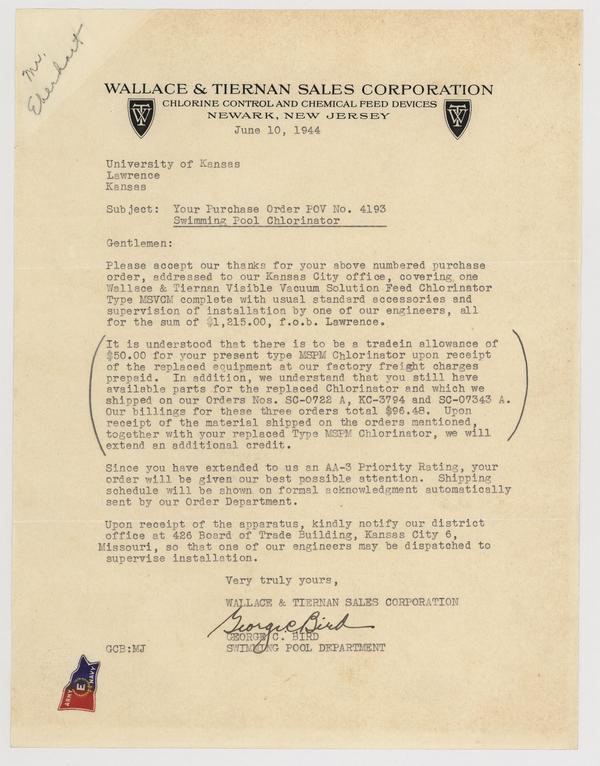 Mr.
Eberhart
WALLACE & TIERNAN SALES CORPORATION
CHLORINE CONTROL AND CHEMICAL FEED DEVICES
NEWARK, NEW JERSEY
WT
WT
June 10, 1944
University of Kansas
Lawrence
Kansas
Subject: Your Purchase Order POV No. 4193
Swimming Pool Chlorinator
Gentlemen:
Please accept our thanks for your above numbered purchase
order, addressed to our Kansas City office, covering one
Wallace & Tiernan Visible Vacuum Solution Feed Chlorinator
Type MSVCM complete with usual standard accessories and
supervision of installation by one of our engineers, all
for the sum of $1,215.00, f.o.b. Lawrence.
It is understood that there is to be a tradein allowance of
$50.00 for your present type MSPM Chlorinator upon receipt
of the replaced equipment at our factory freight charges
prepaid. In addition, we understand that you still have
available parts for the replaced Chlorinator and which we
shipped on our Orders Nos. SC-0722 A, KC-3794 and SC-07343 A.
Our billings for these three orders total $96.48. Upon
receipt of the material shipped on the orders mentioned,
together with your replaced Type MSPM Chlorinator, we will
extend an additional credit.
Since you have extended to us an AA-3 Priority Rating, your
order will be given our best possible attention. Shipping
schedule will be shown on formal acknowledgment automatically
sent by our Order Department.
Upon receipt of the apparatus, kindly notify our district
office at 426 Board of Trade Building, Kansas City 6,
Missouri, so that one of our engineers may be dispatched to
supervise installation.
Very truly yours,
WALLACE & TIERNAN SALES CORPORATION
George C Bird
GEORGE C. BIRD
GCB:MJ SWIMMING POOL DEPARTMENT
ARMY E NAVY